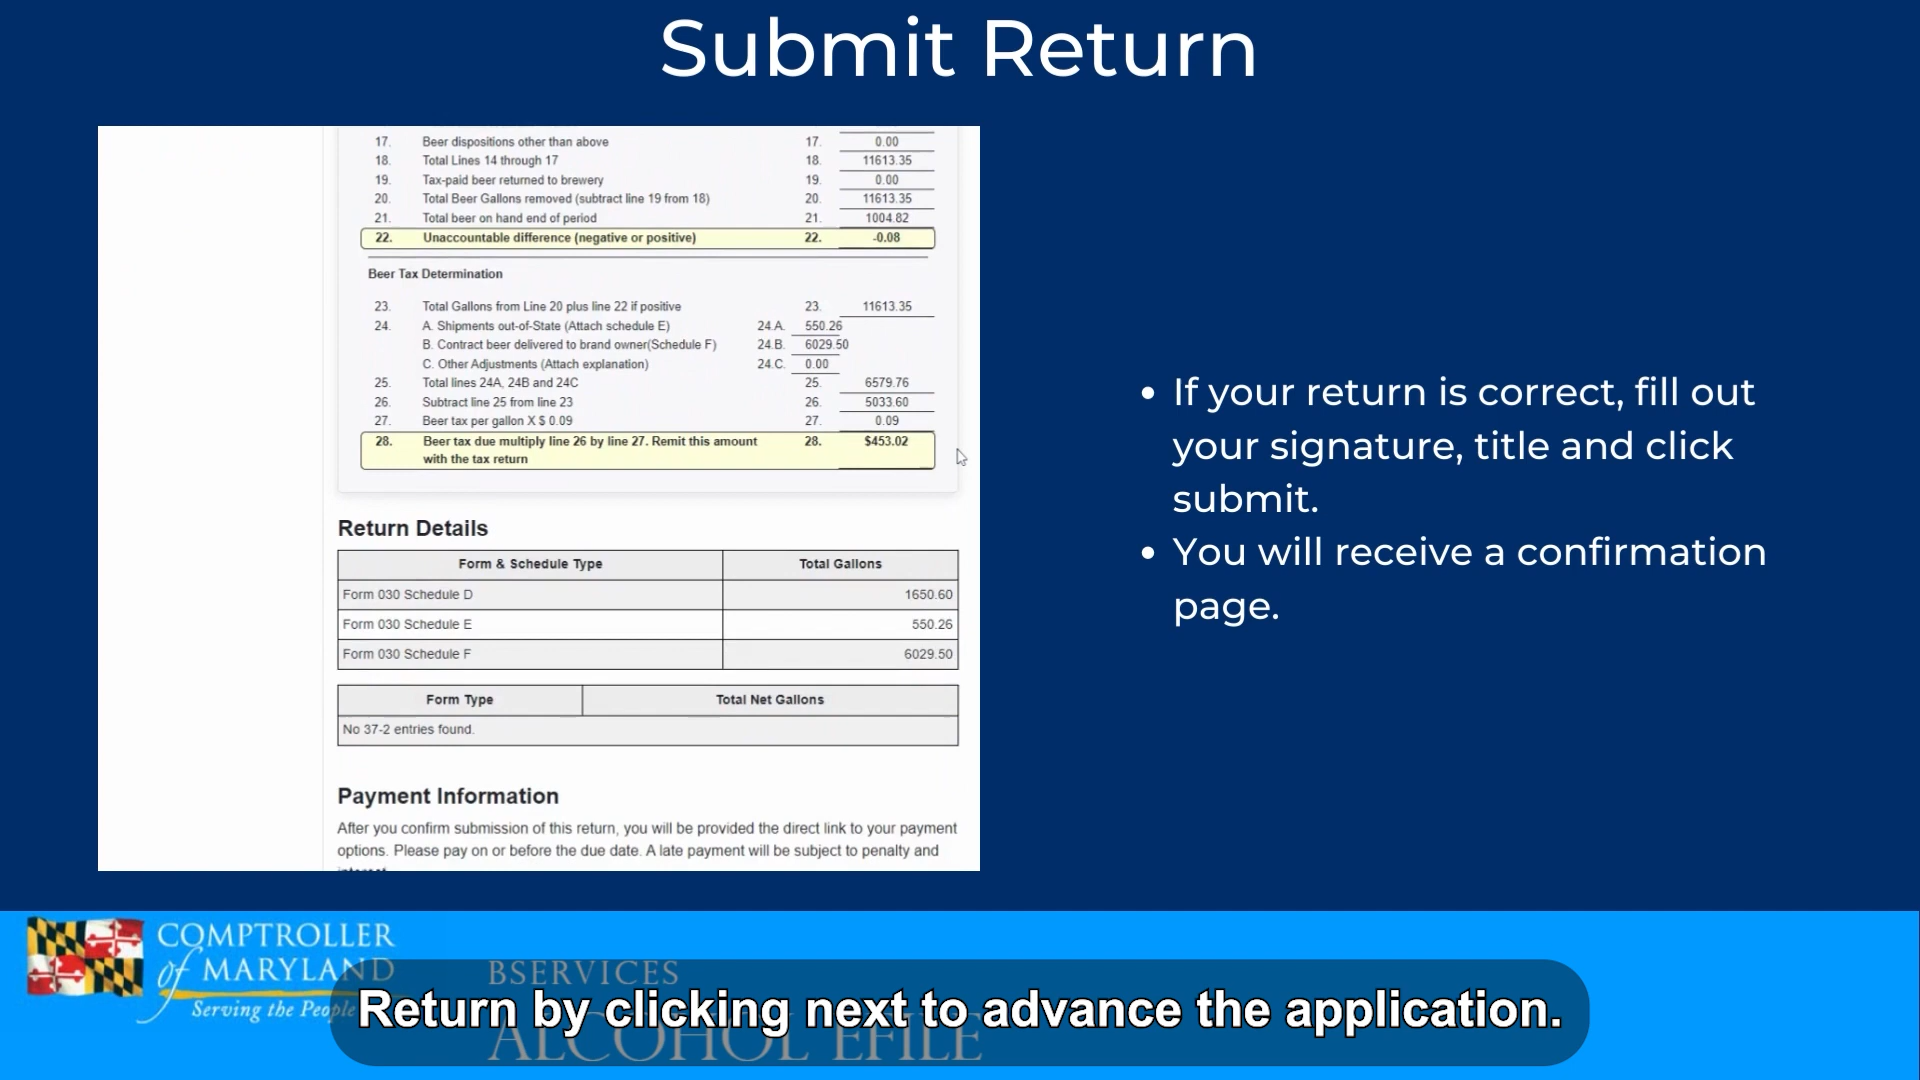 Submit Return
17. Beer dispositions other than above 17. 0.00
18. Total Lines 14 through 17 18. 11613.35
19. Tax-paid beer returned to brewery 19. 0.00
20. Total Beer Gallons removed (subtract line 19 from 18) 20. 11613.35
21. Total beer on hand end of period 21. 1004.82
22. Unaccountable difference (negative or positive) 22. -0.08
Beer Tax Determination
23. Total Gallons from Line 20 plus line 22 if positive 23. 11613.35
24. A. Shipments out-of-State (Attach schedule E) 24.A. 550.26
B. Contract beer delivered to brand owner(Schedule F) 24.B. 6029.50
C. Other Adjustments (Attach explanation) 24.C. 0.00
25. Total lines 24A, 24B and 24C 25. 6579.76
26. Subtract line 25 from line 23 26. 5033.60
27. Beer tax per gallon X $ 0.09 27. 0.09
28. Beer tax due multiply line 26 by line 27. Remit this amount 28. $453.02
with the tax return
Return Details
Form & Schedule Type Total Gallons
Form 030 Schedule D 1650.60
Form 030 Schedule E 550.26
Form 030 Schedule F 6029.50
Form Type Total Net Gallons
No 37-2 entries found.
Payment Information
After you confirm submission of this return, you will be provided the direct link to your payment
options. Please pay on or before the due date. A late payment will be subject to penalty and
• If your return is correct, fill out
your signature, title and click
submit.
• You will receive a confirmation
page.
COMPTROLLER
of MARYLAND
Serving the People
BSERVICES
Return by clicking next to advance the application.
ALCOHOL EFILE